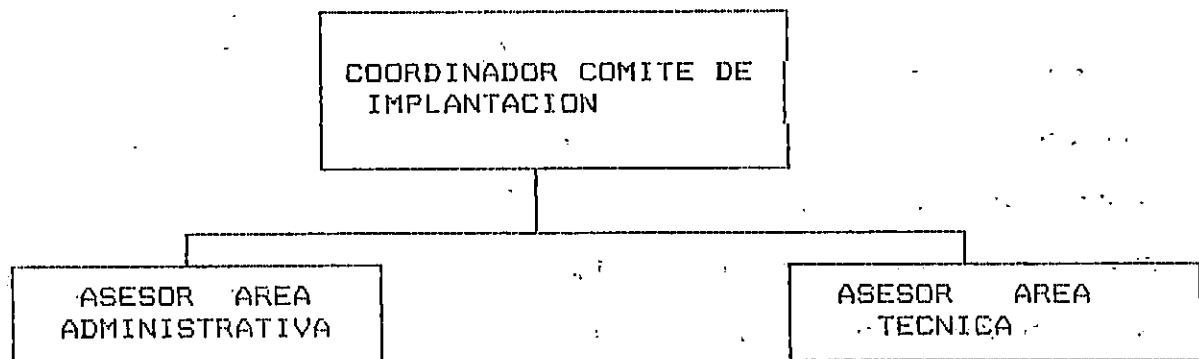 COORDINADOR COMITE DE
IMPLANTACION
ASESOR AREA
ADMINISTRATIVA
ASESOR AREA
TECNICA